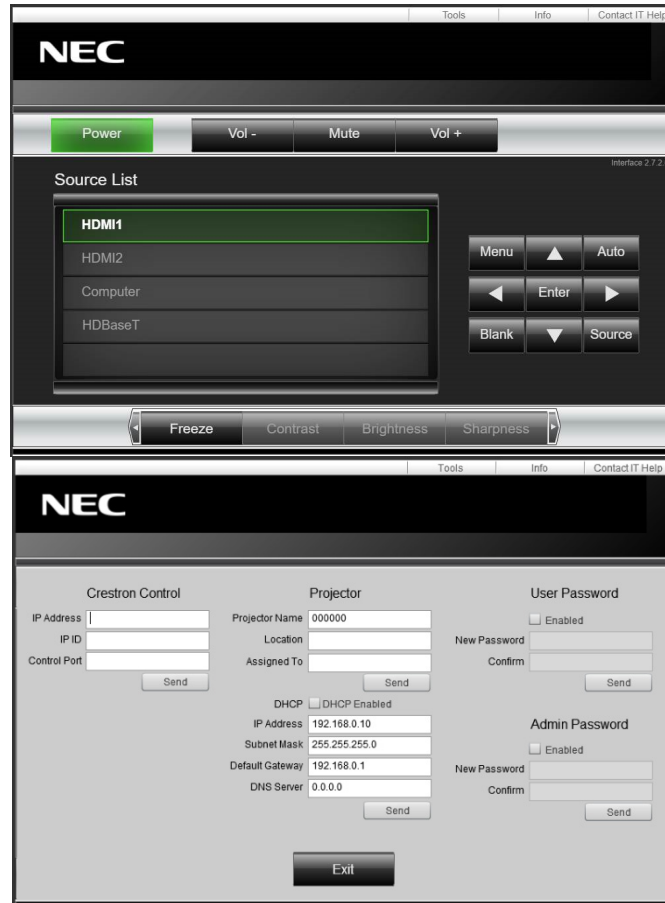 Tools Info Contact IT Help
NEC
Power Vol - Mute Vol +
Interface 2.7.2.
Source List
HDMI1
HDMI2
Computer
HDBaseT
Menu Auto
Enter
Blank Source
Freeze Contrast Brightness Sharpness
Tools Info Contact IT Help
NEC
Crestron Control
IP Address
IP ID
Control Port
Send
Projector
Projector Name 000000
Location
Assigned To
Send
DHCP DHCP Enabled
IP Address 192.168.0.10
Subnet Mask 255.255.255.0
Default Gateway 192.168.0.1
DNS Server 0.0.0.0
Send
User Password
Enabled
New Password
Confirm
Send
Admin Password
Enabled
New Password
Confirm
Send
Exit